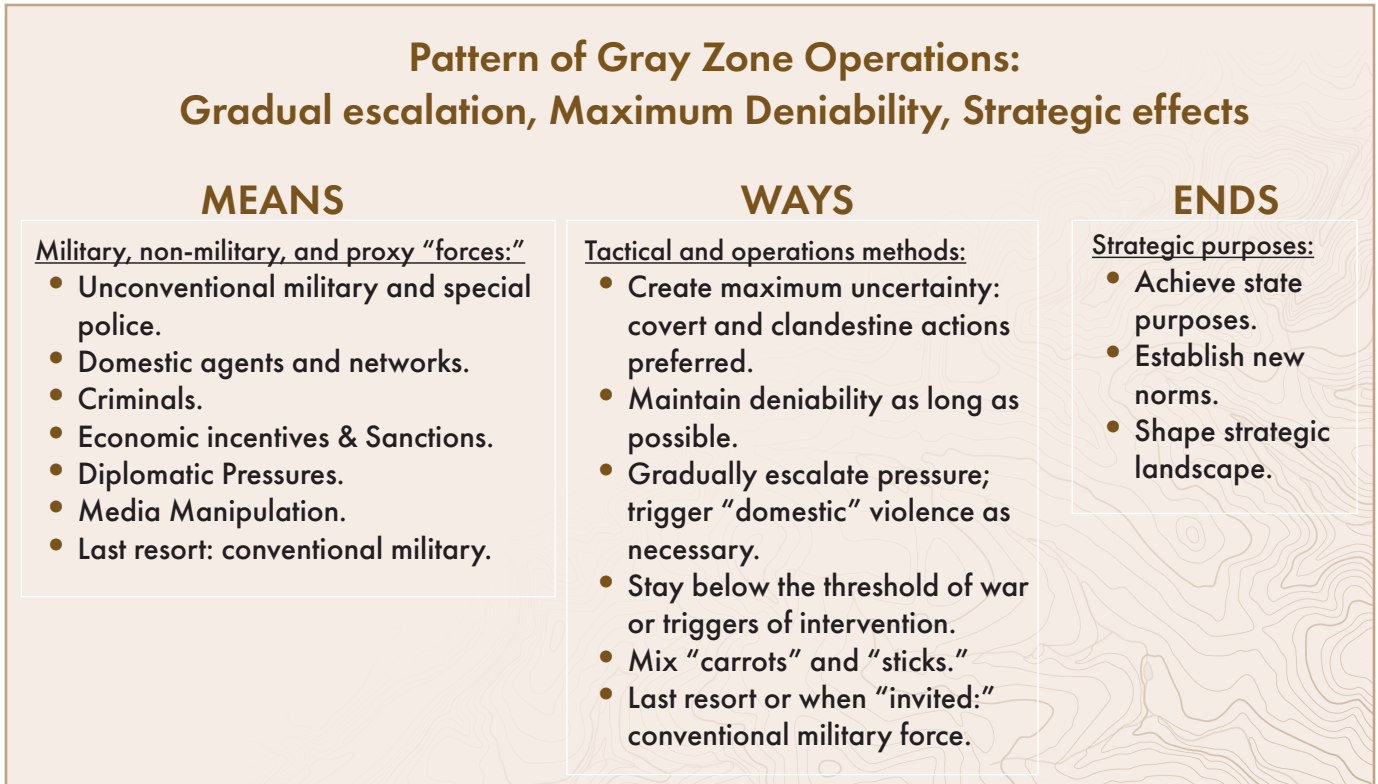 Pattern of Gray Zone Operations:
Gradual escalation, Maximum Deniability, Strategic effects
MEANS
Military, non-military, and proxy “forces:”
• Unconventional military and special
police.
• Domestic agents and networks.
• Criminals.
• Economic incentives & Sanctions.
• Diplomatic Pressures.
• Media Manipulation.
• Last resort: conventional military.
WAYS
Tactical and operations methods:
• Create maximum uncertainty:
covert and clandestine actions
preferred.
• Maintain deniability as long as
possible.
• Gradually escalate pressure;
trigger “domestic” violence as
necessary.
• Stay below the threshold of war
or triggers of intervention.
• Mix “carrots” and “sticks.”
• Last resort or when “invited:”
conventional military force.
ENDS
Strategic purposes:
• Achieve state
purposes.
• Establish new
norms.
• Shape strategic
landscape.